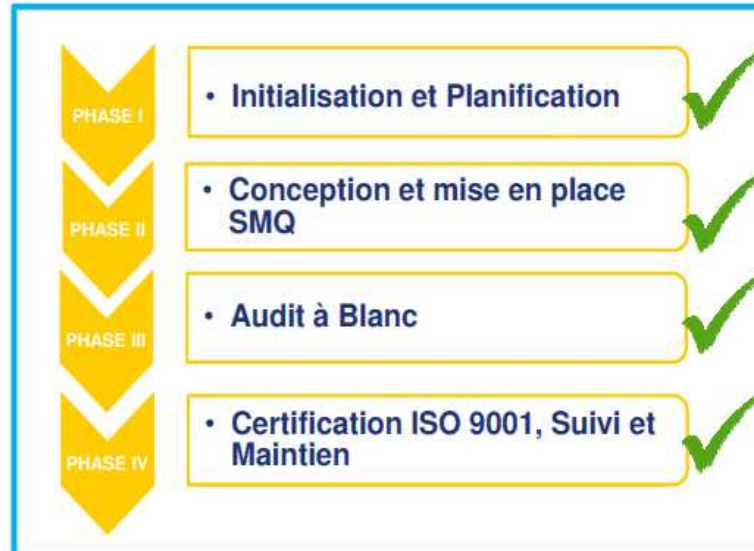 PHASE I
• Initialisation et Planification
PHASE II
• Conception et mise en place
SMQ
PHASE III
• Audit à Blanc
PHASE IV
• Certification ISO 9001, Suivi et
Maintien